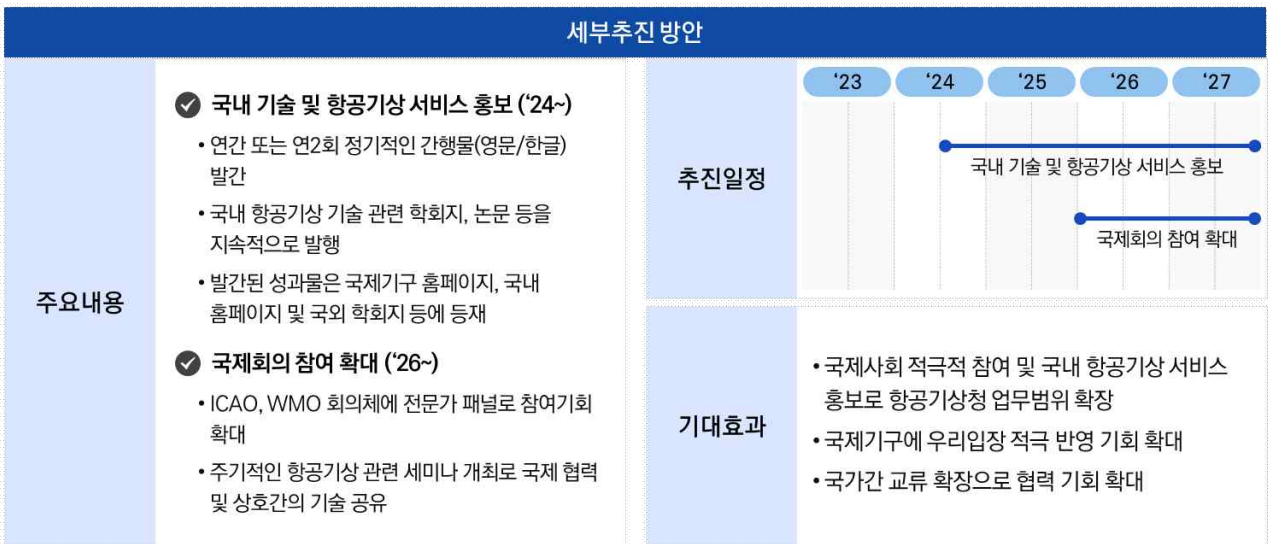 세부추진 방안
주요내용
국내 기술 및 항공기상 서비스 홍보 (‘24~)
• 연간 또는 연2회 정기적인 간행물(영문/한글)
발간
• 국내 항공기상 기술 관련 학회지, 논문 등을
지속적으로 발행
• 발간된 성과물은 국제기구 홈페이지, 국내
홈페이지 및 국외 학회지 등에 등재
국제회의 참여 확대 (‘26~)
• ICAO, WMO 회의체에 전문가 패널로 참여기회
확대
• 주기적인 항공기상 관련 세미나 개최로 국제 협력
및 상호간의 기술 공유
추진일정
‘23 ‘24 ‘25 ‘26 ‘27
국내 기술 및 항공기상 서비스 홍보
국제회의 참여 확대
기대효과
• 국제사회 적극적 참여 및 국내 항공기상 서비스
홍보로 항공기상청 업무범위 확장
• 국제기구에 우리입장 적극 반영 기회 확대
• 국가간 교류 확장으로 협력 기회 확대